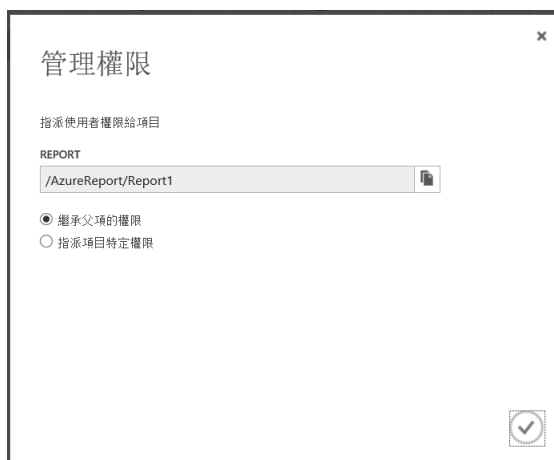 管理權限
指派使用者權限給項目
REPORT
/AzureReport/Report1
繼承父項的權限
指派項目特定權限